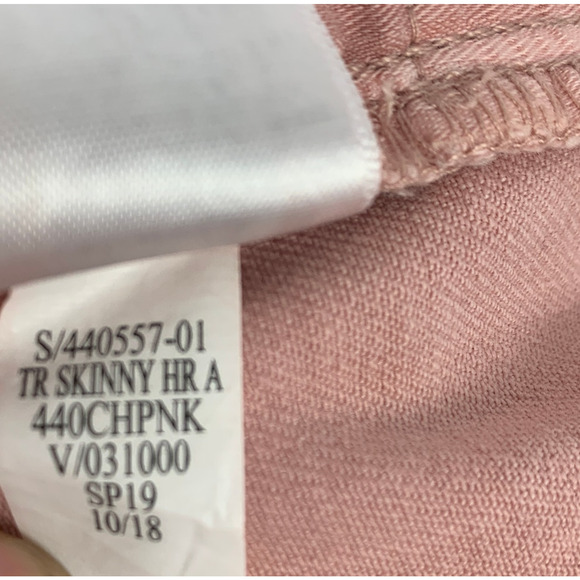 S/440557-01
TR SKINNY HR A
440CHPNK
V/031000
SP19
10/18